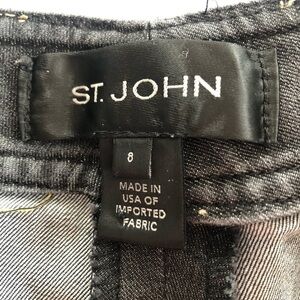 ST. JOHN
8
MADE IN
USA OF
IMPORTED
FABRIC